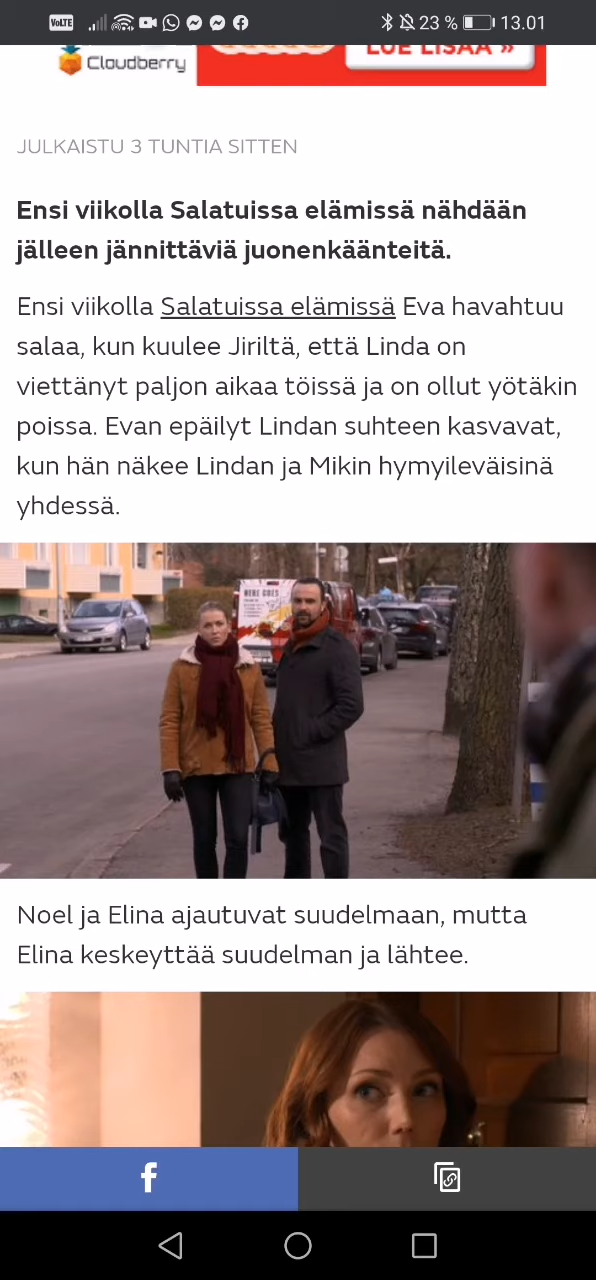 VoLTE
23 %
13.01
Cloudberry
LUE LISÄÄ »
JULKAISTU 3 TUNTIA SITTEN
Ensi viikolla Salatuissa elämissä nähdään
jälleen jännittäviä juonenkäänteitä.
Ensi viikolla Salatuissa elämissä Eva havahtuu
salaa, kun kuulee Jiriltä, että Linda on
viettänyt paljon aikaa töissä ja on ollut yötäkin
poissa. Evan epäilyt Lindan suhteen kasvavat,
kun hän näkee Lindan ja Mikin hymyileväisinä
yhdessä.
HERE GOES
Noel ja Elina ajautuvat suudelmaan, mutta
Elina keskeyttää suudelman ja lähtee.